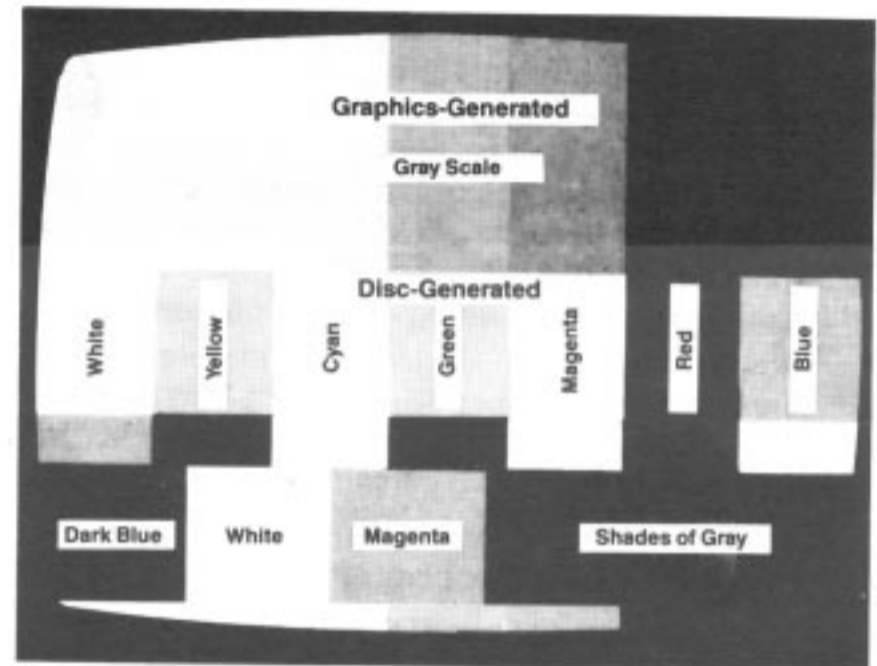 Graphics-Generated
Gray Scale
Disc-Generated
White
Yellow
Cyan
Green
Magenta
Red
Blue
Dark Blue
White
Magenta
Shades of Gray